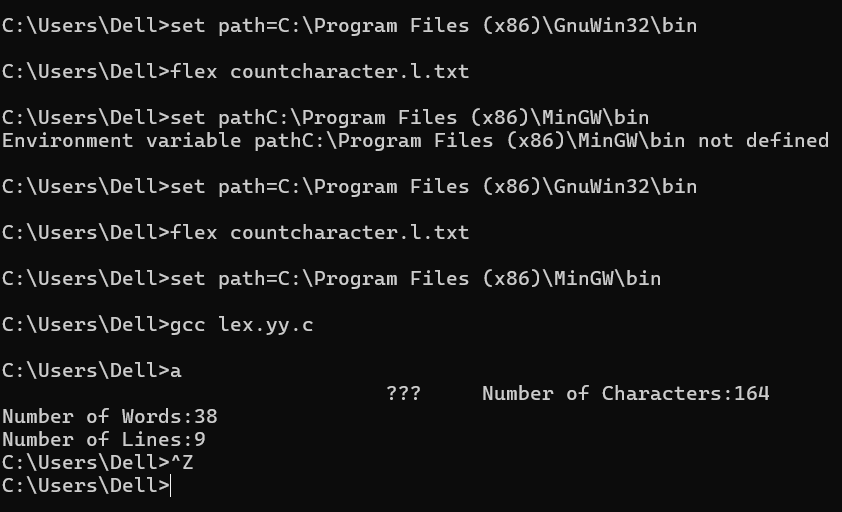 C:\Users\Dell>set path=C:\Program Files (x86)\GnuWin32\bin
C:\Users\Dell>flex countcharacter.l.txt
C:\Users\Dell>set pathC:\Program Files (x86)\MinGW\bin
Environment variable pathC:\Program Files (x86)\MinGW\bin not defined
C:\Users\Dell>set path=C:\Program Files (x86)\GnuWin32\bin
C:\Users\Dell>flex countcharacter.l.txt
C:\Users\Dell>set path=C:\Program Files (x86)\MinGW\bin
C:\Users\Dell>gcc lex.yy.c
C:\Users\Dell>a
??? Number of Characters:164
Number of Words:38
Number of Lines:9
C:\Users\Dell>^Z
C:\Users\Dell>